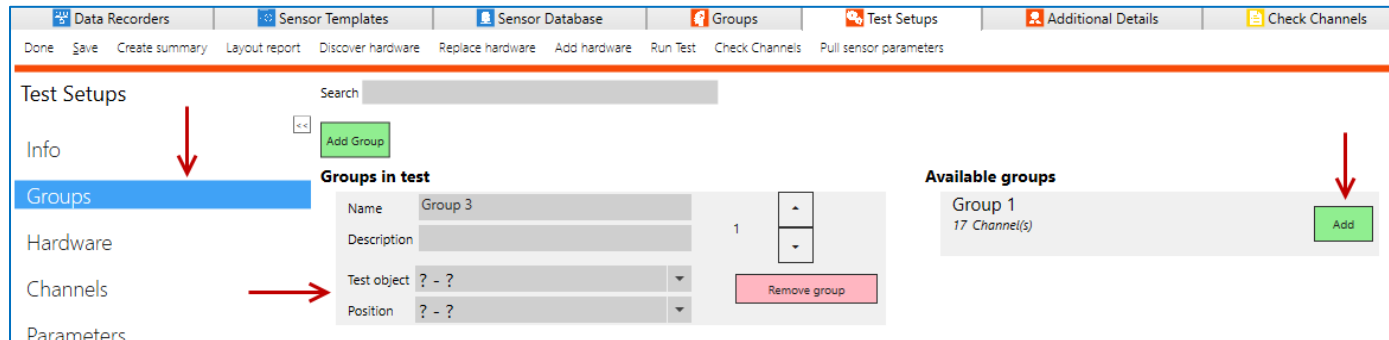 Data Recorders Sensor Templates Sensor Database Groups Test Setups Additional Details Check Channels
Done Save Create summary Layout report Discover hardware Replace hardware Add hardware Run Test Check Channels Pull sensor parameters
Test Setups
Search
<<
Add Group
Info
Groups in test
Available groups
Groups
Name Group 3
1
Group 1
17 Channel(s)
Add
Description
Hardware
Test object ? - ?
Remove group
Channels
Position ? - ?
Parameters